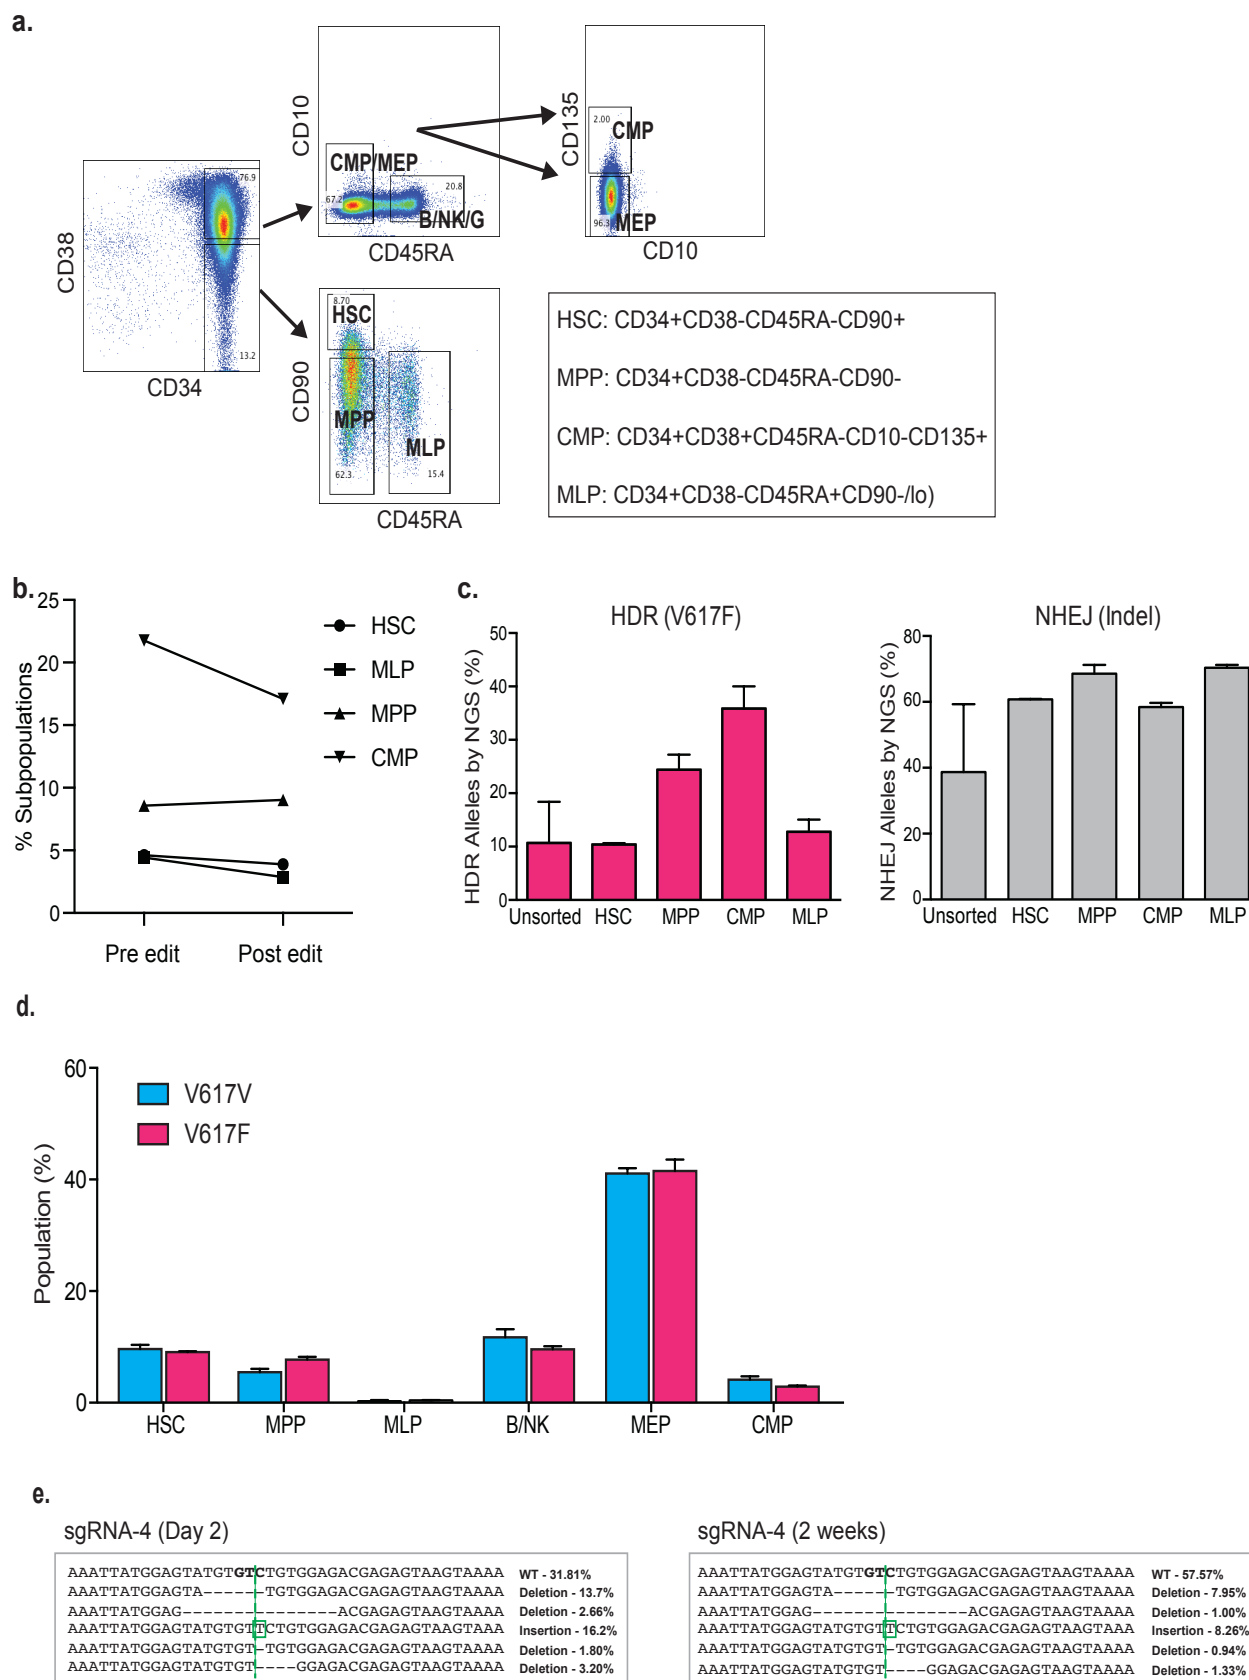 a.
CD38
CD34
76.9
13.2
CD10
CD45RA
CMP/MEP
67.2
20.8
B/NK/G
CD135
CD10
2.00
CMP
96.3
MEP
CD90
CD45RA
8.70
HSC
MPP
62.3
MLP
15.4
HSC: CD34+CD38-CD45RA-CD90+
MPP: CD34+CD38-CD45RA-CD90-
CMP: CD34+CD38+CD45RA-CD10-CD135+
MLP: CD34+CD38-CD45RA+CD90-/lo)
b.
% Subpopulations
25
20
15
10
5
0
Pre edit
Post edit
HSC
MLP
MPP
CMP
c.
HDR (V617F)
HDR Alleles by NGS (%)
50
40
30
20
10
0
Unsorted HSC MPP CMP MLP
NHEJ (Indel)
NHEJ Alleles by NGS (%)
80
60
40
20
0
Unsorted HSC MPP CMP MLP
d.
Population (%)
60
40
20
0
V617V
V617F
HSC MPP MLP B/NK MEP CMP
e.
sgRNA-4 (Day 2)
AAATTATGGAGTATGTGTCTGTGGAGACGAGAGTAAGTAAAA WT - 31.81%
AAATTATGGAGTA------TGTGGAGACGAGAGTAAGTAAAA Deletion - 13.7%
AAATTATGGAG---------------ACGAGAGTAAGTAAAA Deletion - 2.66%
AAATTATGGAGTATGTGTTCTGTGGAGACGAGAGTAAGTAAA Insertion - 16.2%
AAATTATGGAGTATGTGT-TGTGGAGACGAGAGTAAGTAAAA Deletion - 1.80%
AAATTATGGAGTATGTGT----GGAGACGAGAGTAAGTAAAA Deletion - 3.20%
sgRNA-4 (2 weeks)
AAATTATGGAGTATGTGTCTGTGGAGACGAGAGTAAGTAAAA WT - 57.57%
AAATTATGGAGTA------TGTGGAGACGAGAGTAAGTAAAA Deletion - 7.95%
AAATTATGGAG---------------ACGAGAGTAAGTAAAA Deletion - 1.00%
AAATTATGGAGTATGTGTTCTGTGGAGACGAGAGTAAGTAAA Insertion - 8.26%
AAATTATGGAGTATGTGT-TGTGGAGACGAGAGTAAGTAAAA Deletion - 0.94%
AAATTATGGAGTATGTGT----GGAGACGAGAGTAAGTAAAA Deletion - 1.33%